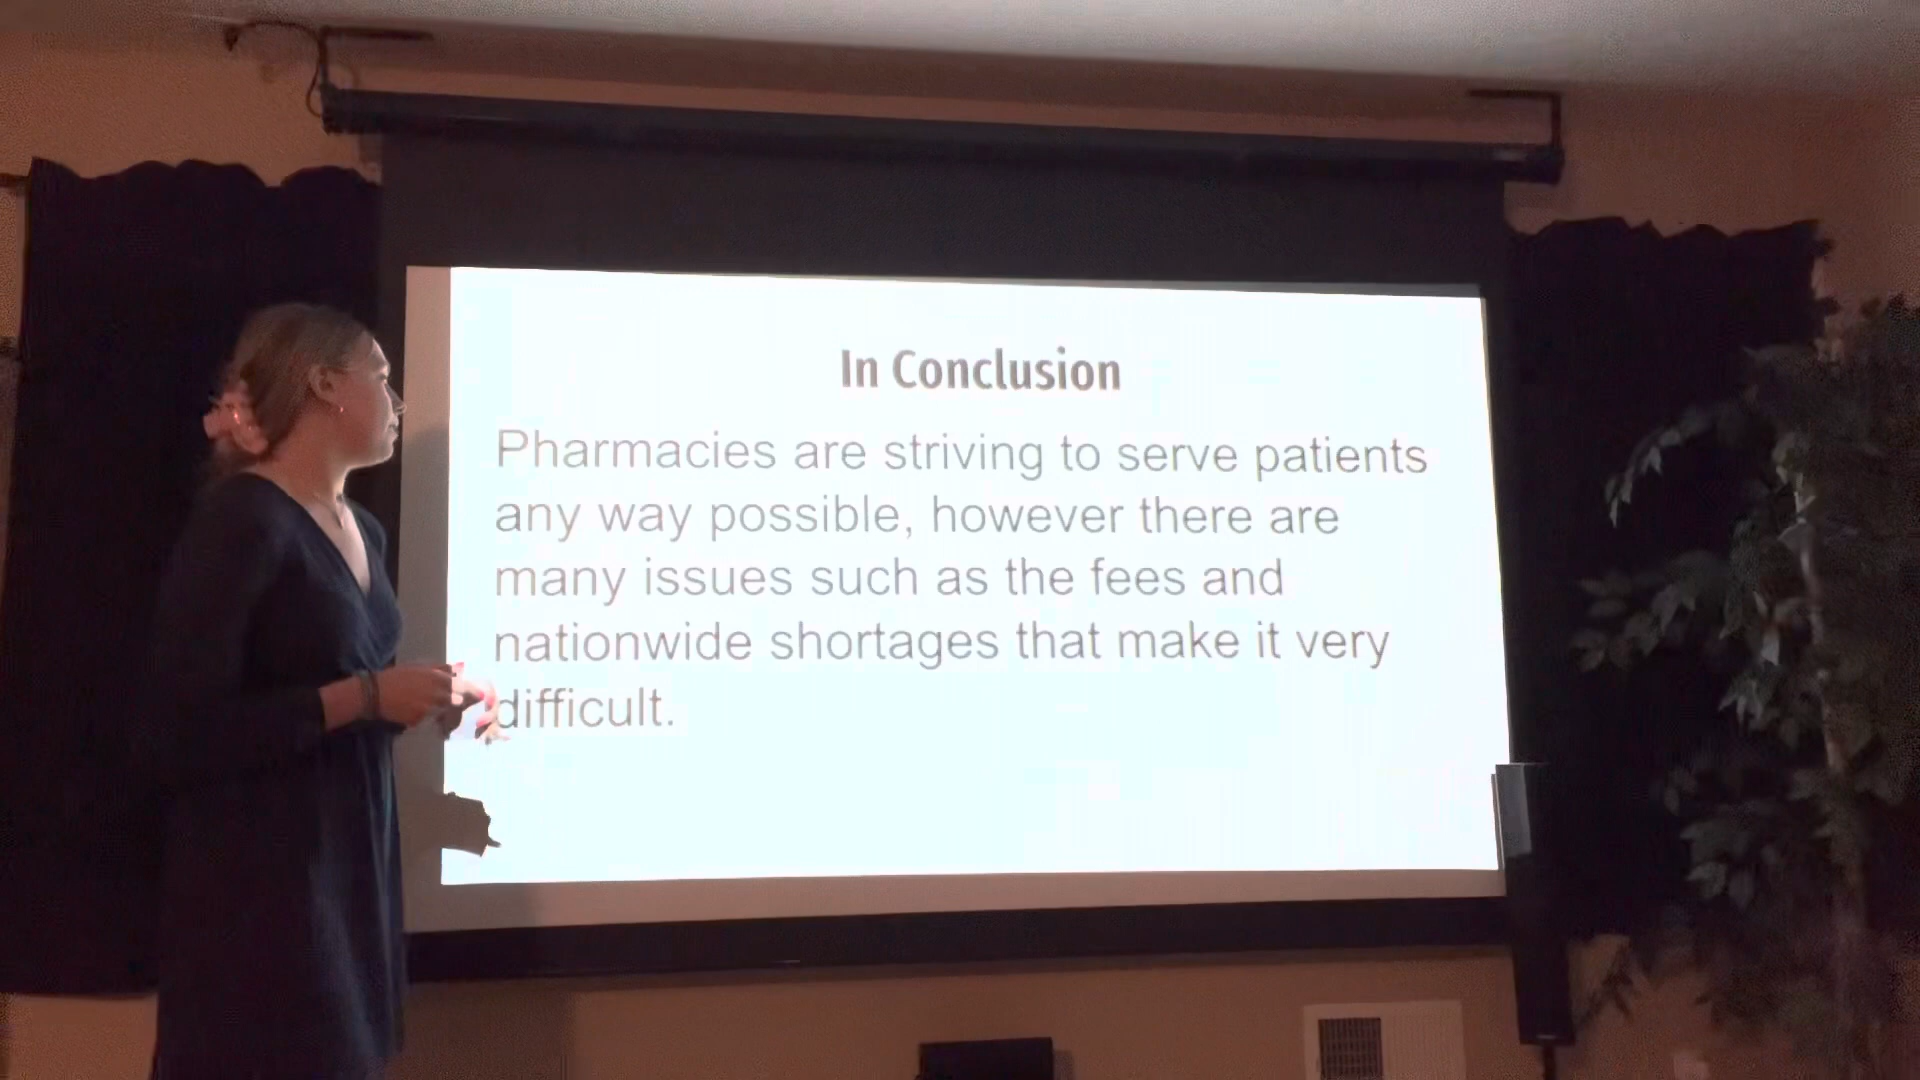 In Conclusion
Pharmacies are striving to serve patients
any way possible, however there are
many issues such as the fees and
nationwide shortages that make it very
difficult.